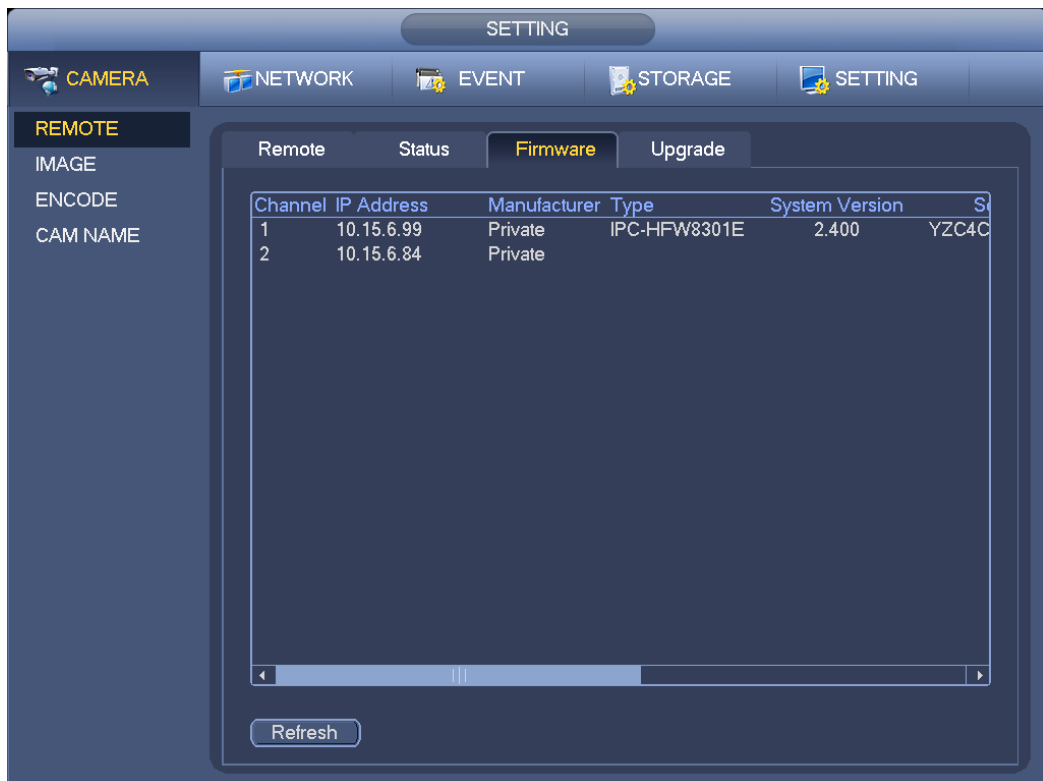 SETTING
CAMERA NETWORK EVENT STORAGE SETTING
REMOTE
IMAGE
ENCODE
CAM NAME
Remote Status Firmware Upgrade
Channel IP Address Manufacturer Type System Version
1 10.15.6.99 Private IPC-HFW8301E 2.400 YZC4C
2 10.15.6.84 Private
Refresh